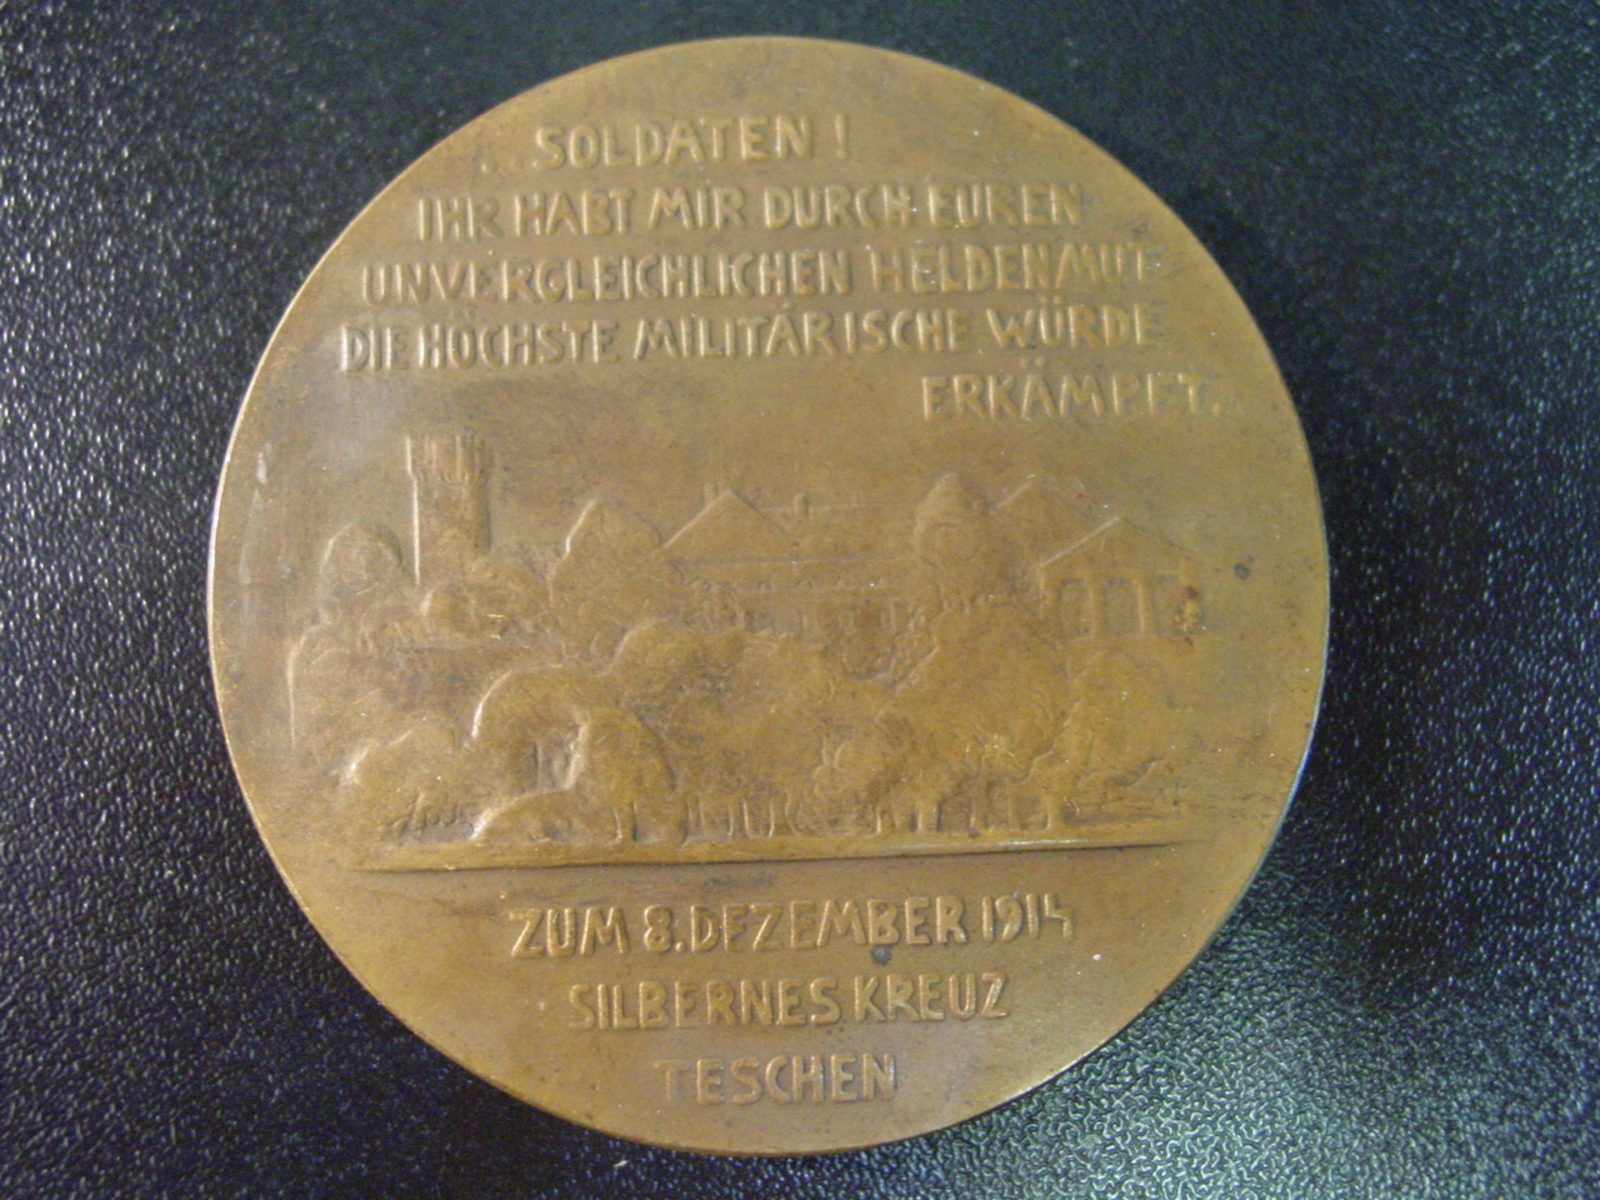 ..SOLDATEN!
IHR HABT MIR DURCH EUREN
UNVERGLEICHLICHEN HELDENMUT
DIE HÖCHSTE MILITÄRISCHE WÜRDE
ERKÄMPFT..
ZUM 8. DEZEMBER 1914
SILBERNES KREUZ
TESCHEN